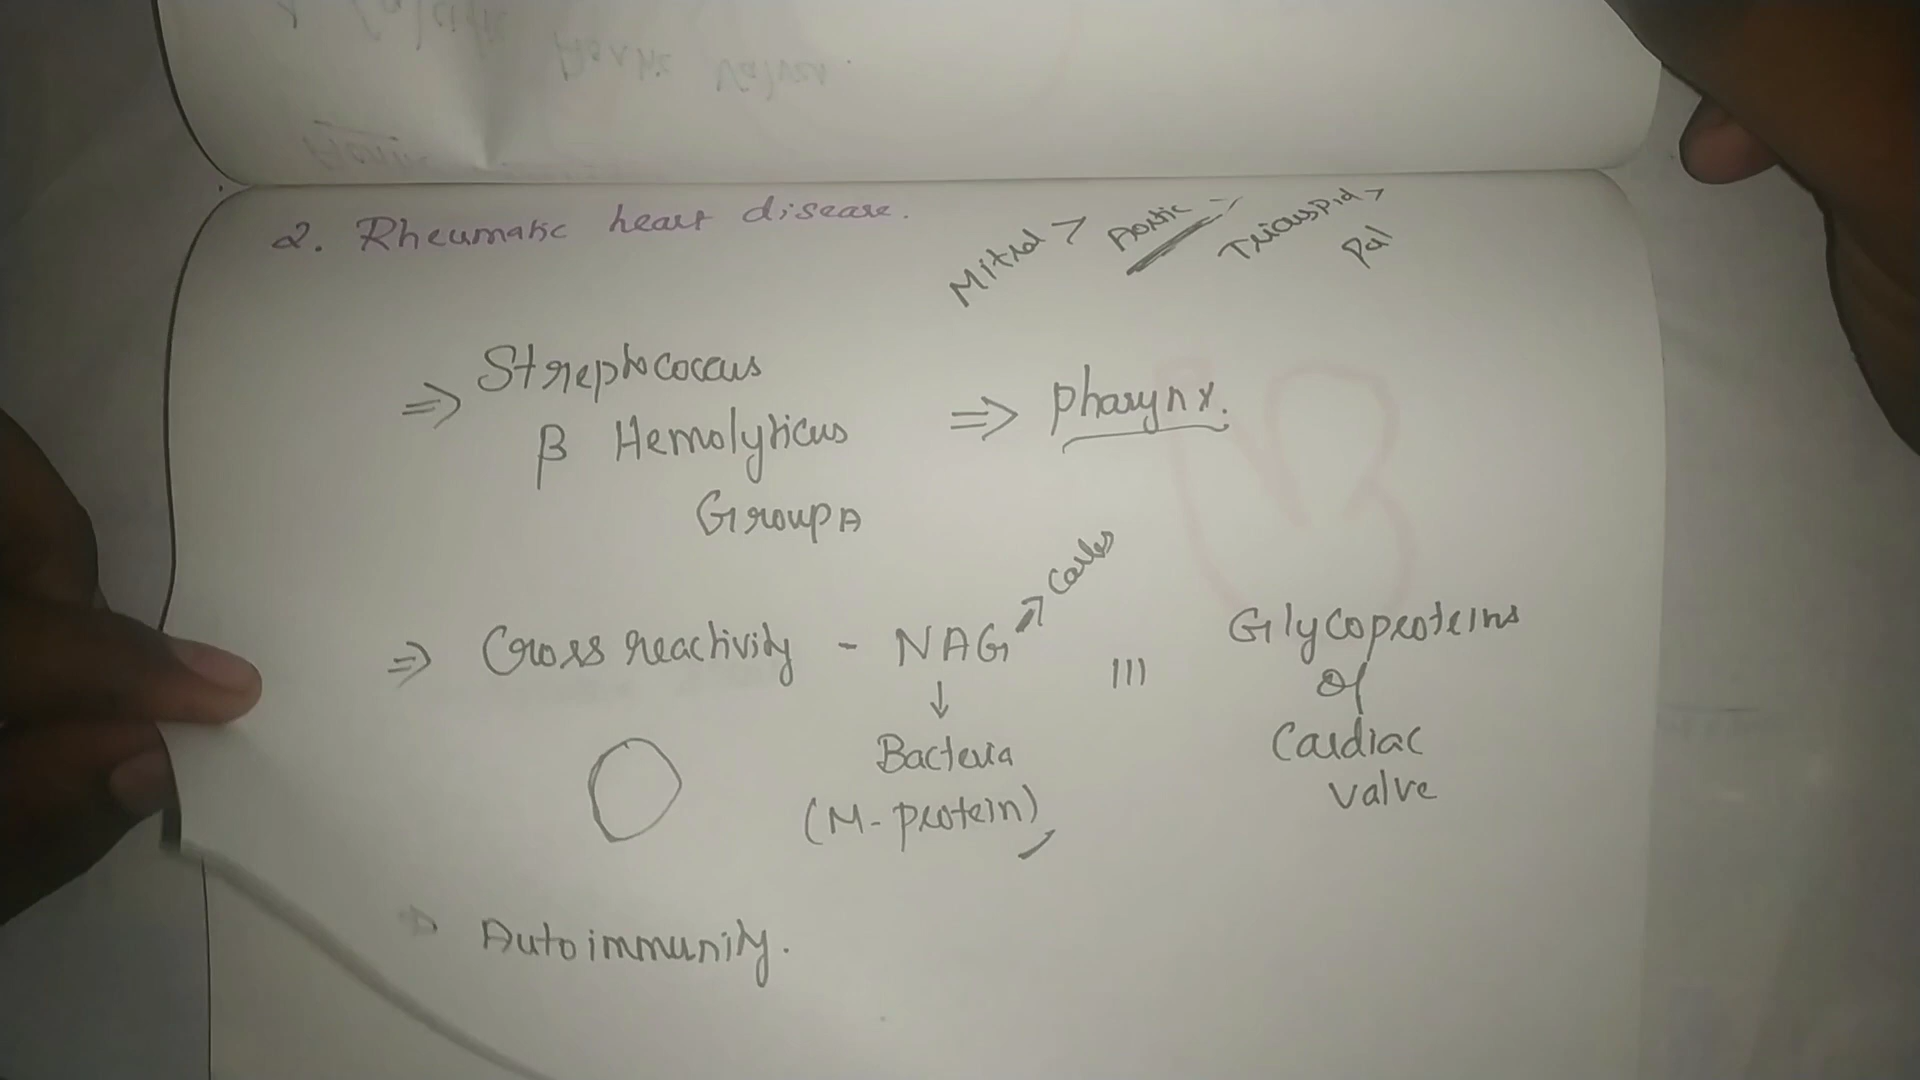 2. Rheumatic heart disease.
Mitral > Aortic > Tricuspid >
Pul
⇒ Streptococcus
β Hemolyticus
Group A
⇒ Pharynx.
⇒ Cross reactivity - NAG
↓
Bacteria
(M-protein)
Glycoproteins
of
Cardiac
valve
Autoimmunity.